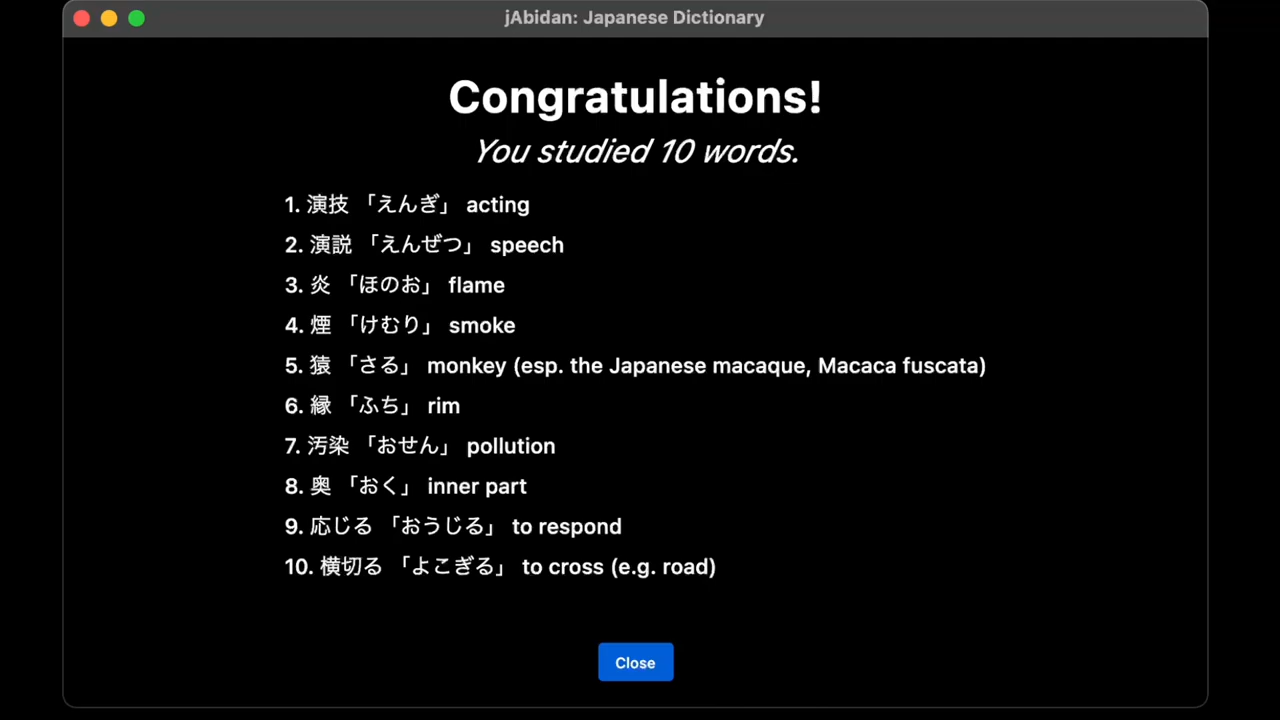 jAbidan: Japanese Dictionary
Congratulations!
You studied 10 words.
1. 演技 「えんぎ」 acting
2. 演説 「えんぜつ」 speech
3. 炎 「ほのお」 flame
4. 煙 「けむり」 smoke
5. 猿 「さる」 monkey (esp. the Japanese macaque, Macaca fuscata)
6. 縁 「ふち」 rim
7. 汚染 「おせん」 pollution
8. 奥 「おく」 inner part
9. 応じる 「おうじる」 to respond
10. 横切る 「よこぎる」 to cross (e.g. road)
Close